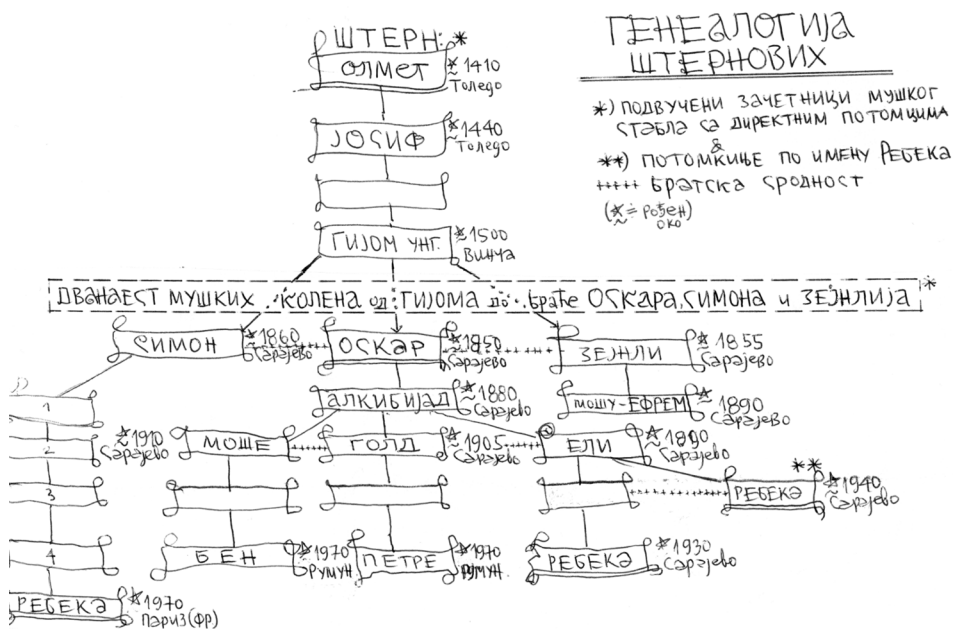 ГЕНЕАЛОГИЈА
ШТЕРНОВИХ
*) ПОДВУЧЕНИ ЗАЧЕТНИЦИ МУШКОГ
СТАБЛА СА ДИРЕКТНИМ ПОТОМЦИМА
&
**) ПОТОМКИЊЕ ПО ИМЕНУ РЕБЕКА
+++++ БРАТСКА СРОДНОСТ
(* = РОЂЕН
ОКО)
ШТЕРН: *
ОЛМЕТ
* 1410
Толедо
ЈОСИФ
* 1440
Толедо
ГИЈОМ УНГ.
* 1500
ВИНЧА
ДВАНАЕСТ МУШКИХ КОЛЕНА од ГИЈОМА до браће ОСКАРА, СИМОНА и ЗЕЈНЛИЈА *
СИМОН
* 1860
Сарајево
ОСКАР
* 1850
Сарајево
ЗЕЈНЛИ
* 1855
Сарајево
1
АЛКИБИЈАД
* 1880
Сарајево
МОШУ-ЕФРЕМ
* 1890
Сарајево
2
* 1910
Сарајево
МОШЕ
ГОЛД
* 1905
Сарајево
ЕЛИ
Сарајево
3
**
РЕБЕКА
* 1940
Сарајево
4
БЕН
* 1970
РУМУН
ПЕТРЕ
* 1970
РУМУН.
РЕБЕКА
* 1930
Сарајево
РЕБЕКА
* 1970
ПАРИЗ (ФР)